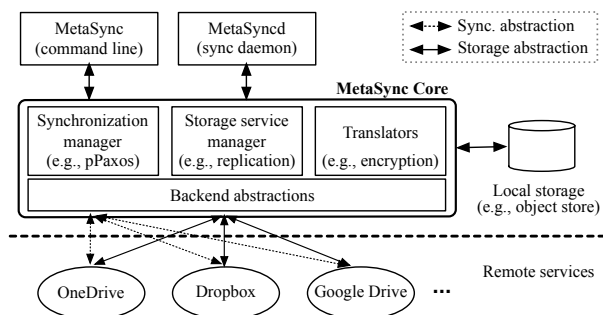 MetaSync
(command line)
MetaSyncd
(sync daemon)
Sync. abstraction
Storage abstraction
MetaSync Core
Synchronization
manager
(e.g., pPaxos)
Storage service
manager
(e.g., replication)
Translators
(e.g., encryption)
Backend abstractions
Local storage
(e.g., object store)
OneDrive
Dropbox
Google Drive
...
Remote services